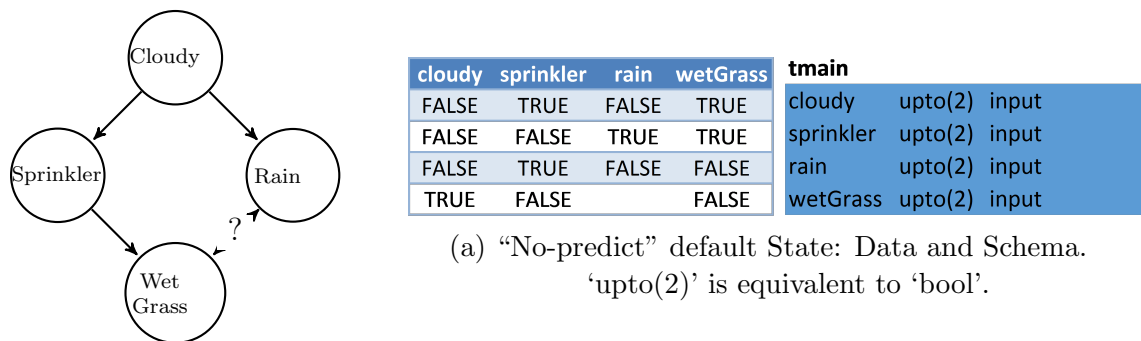 Cloudy
Sprinkler
Rain
?
Wet
Grass
cloudy sprinkler rain wetGrass
FALSE TRUE FALSE TRUE
FALSE FALSE TRUE TRUE
FALSE TRUE FALSE FALSE
TRUE FALSE FALSE
tmain
cloudy upto(2) input
sprinkler upto(2) input
rain upto(2) input
wetGrass upto(2) input
(a) “No-predict” default State: Data and Schema.
‘upto(2)’ is equivalent to ‘bool’.